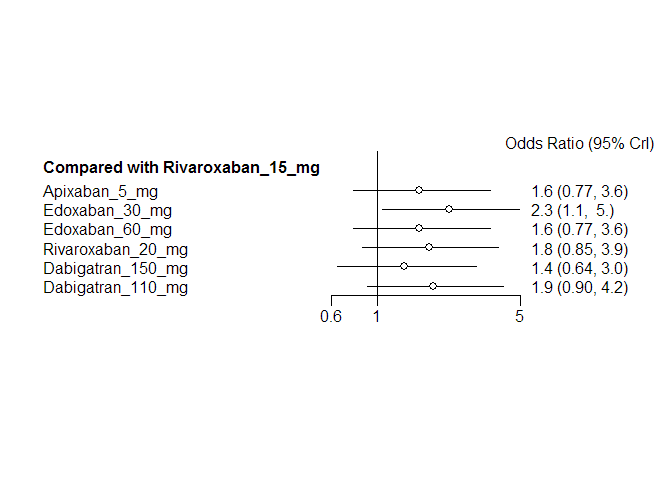 Odds Ratio (95% CrI)
Compared with Rivaroxaban_15_mg
Apixaban_5_mg 1.6 (0.77, 3.6)
Edoxaban_30_mg 2.3 (1.1, 5.)
Edoxaban_60_mg 1.6 (0.77, 3.6)
Rivaroxaban_20_mg 1.8 (0.85, 3.9)
Dabigatran_150_mg 1.4 (0.64, 3.0)
Dabigatran_110_mg 1.9 (0.90, 4.2)
0.6 1 5